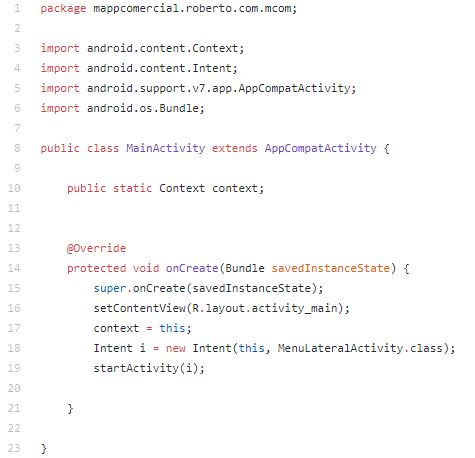 1 package mappcomercial.roberto.com.mcom;
2
3 import android.content.Context;
4 import android.content.Intent;
5 import android.support.v7.app.AppCompatActivity;
6 import android.os.Bundle;
7
8 public class MainActivity extends AppCompatActivity {
9
10     public static Context context;
11
12
13     @Override
14     protected void onCreate(Bundle savedInstanceState) {
15         super.onCreate(savedInstanceState);
16         setContentView(R.layout.activity_main);
17         context = this;
18         Intent i = new Intent(this, MenuLateralActivity.class);
19         startActivity(i);
20
21     }
22
23 }